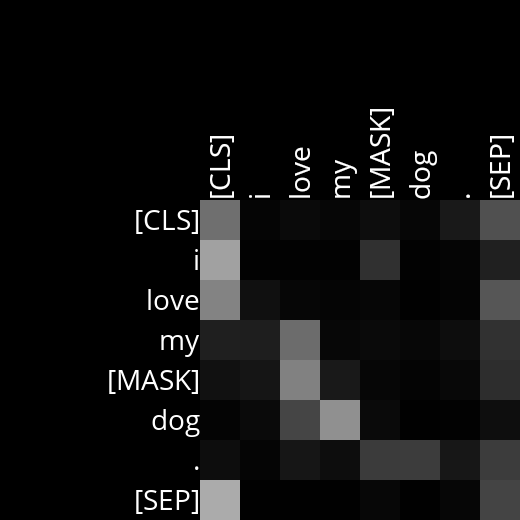 [CLS] i love my [MASK] dog . [SEP]
[CLS]
i
love
my
[MASK]
dog
.
[SEP]